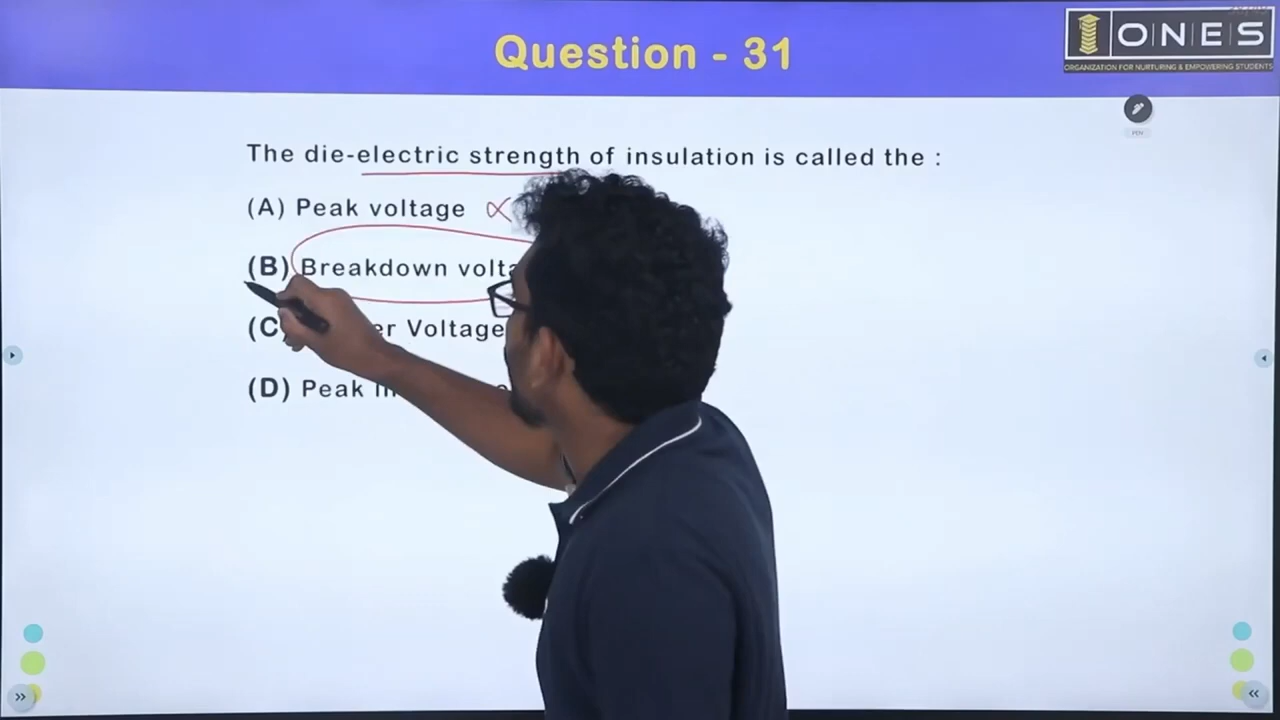 Question - 31
ONES
ORGANIZATION FOR NURTURING & EMPOWERING STUDENTS
PEN
The die-electric strength of insulation is called the :
(A) Peak voltage
(B) Breakdown
(C Voltage
(D) Peak